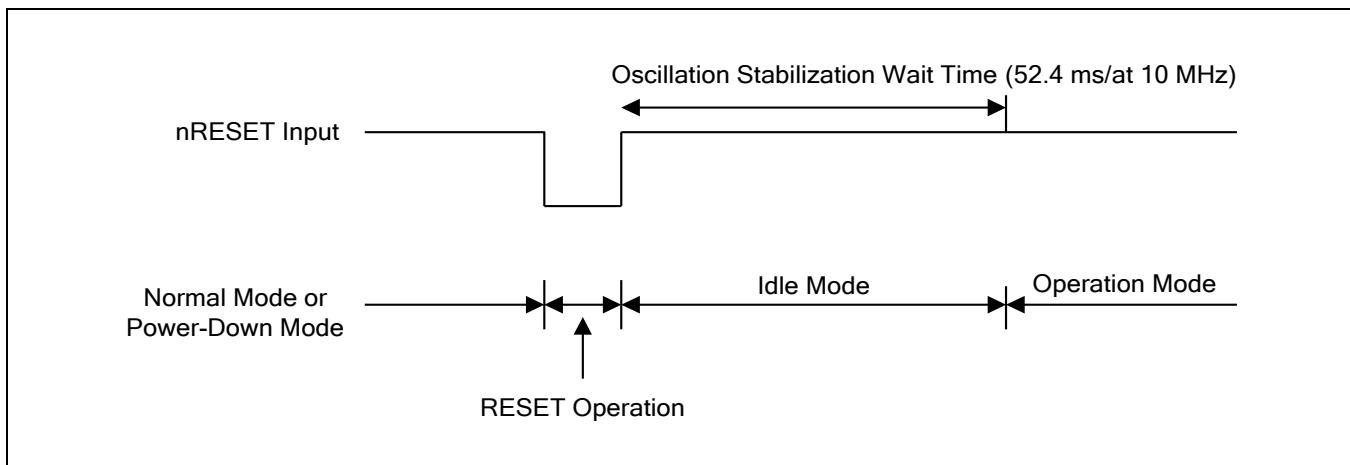 Oscillation Stabilization Wait Time (52.4 ms/at 10 MHz)
nRESET Input
Normal Mode or
Power-Down Mode
Idle Mode
Operation Mode
RESET Operation